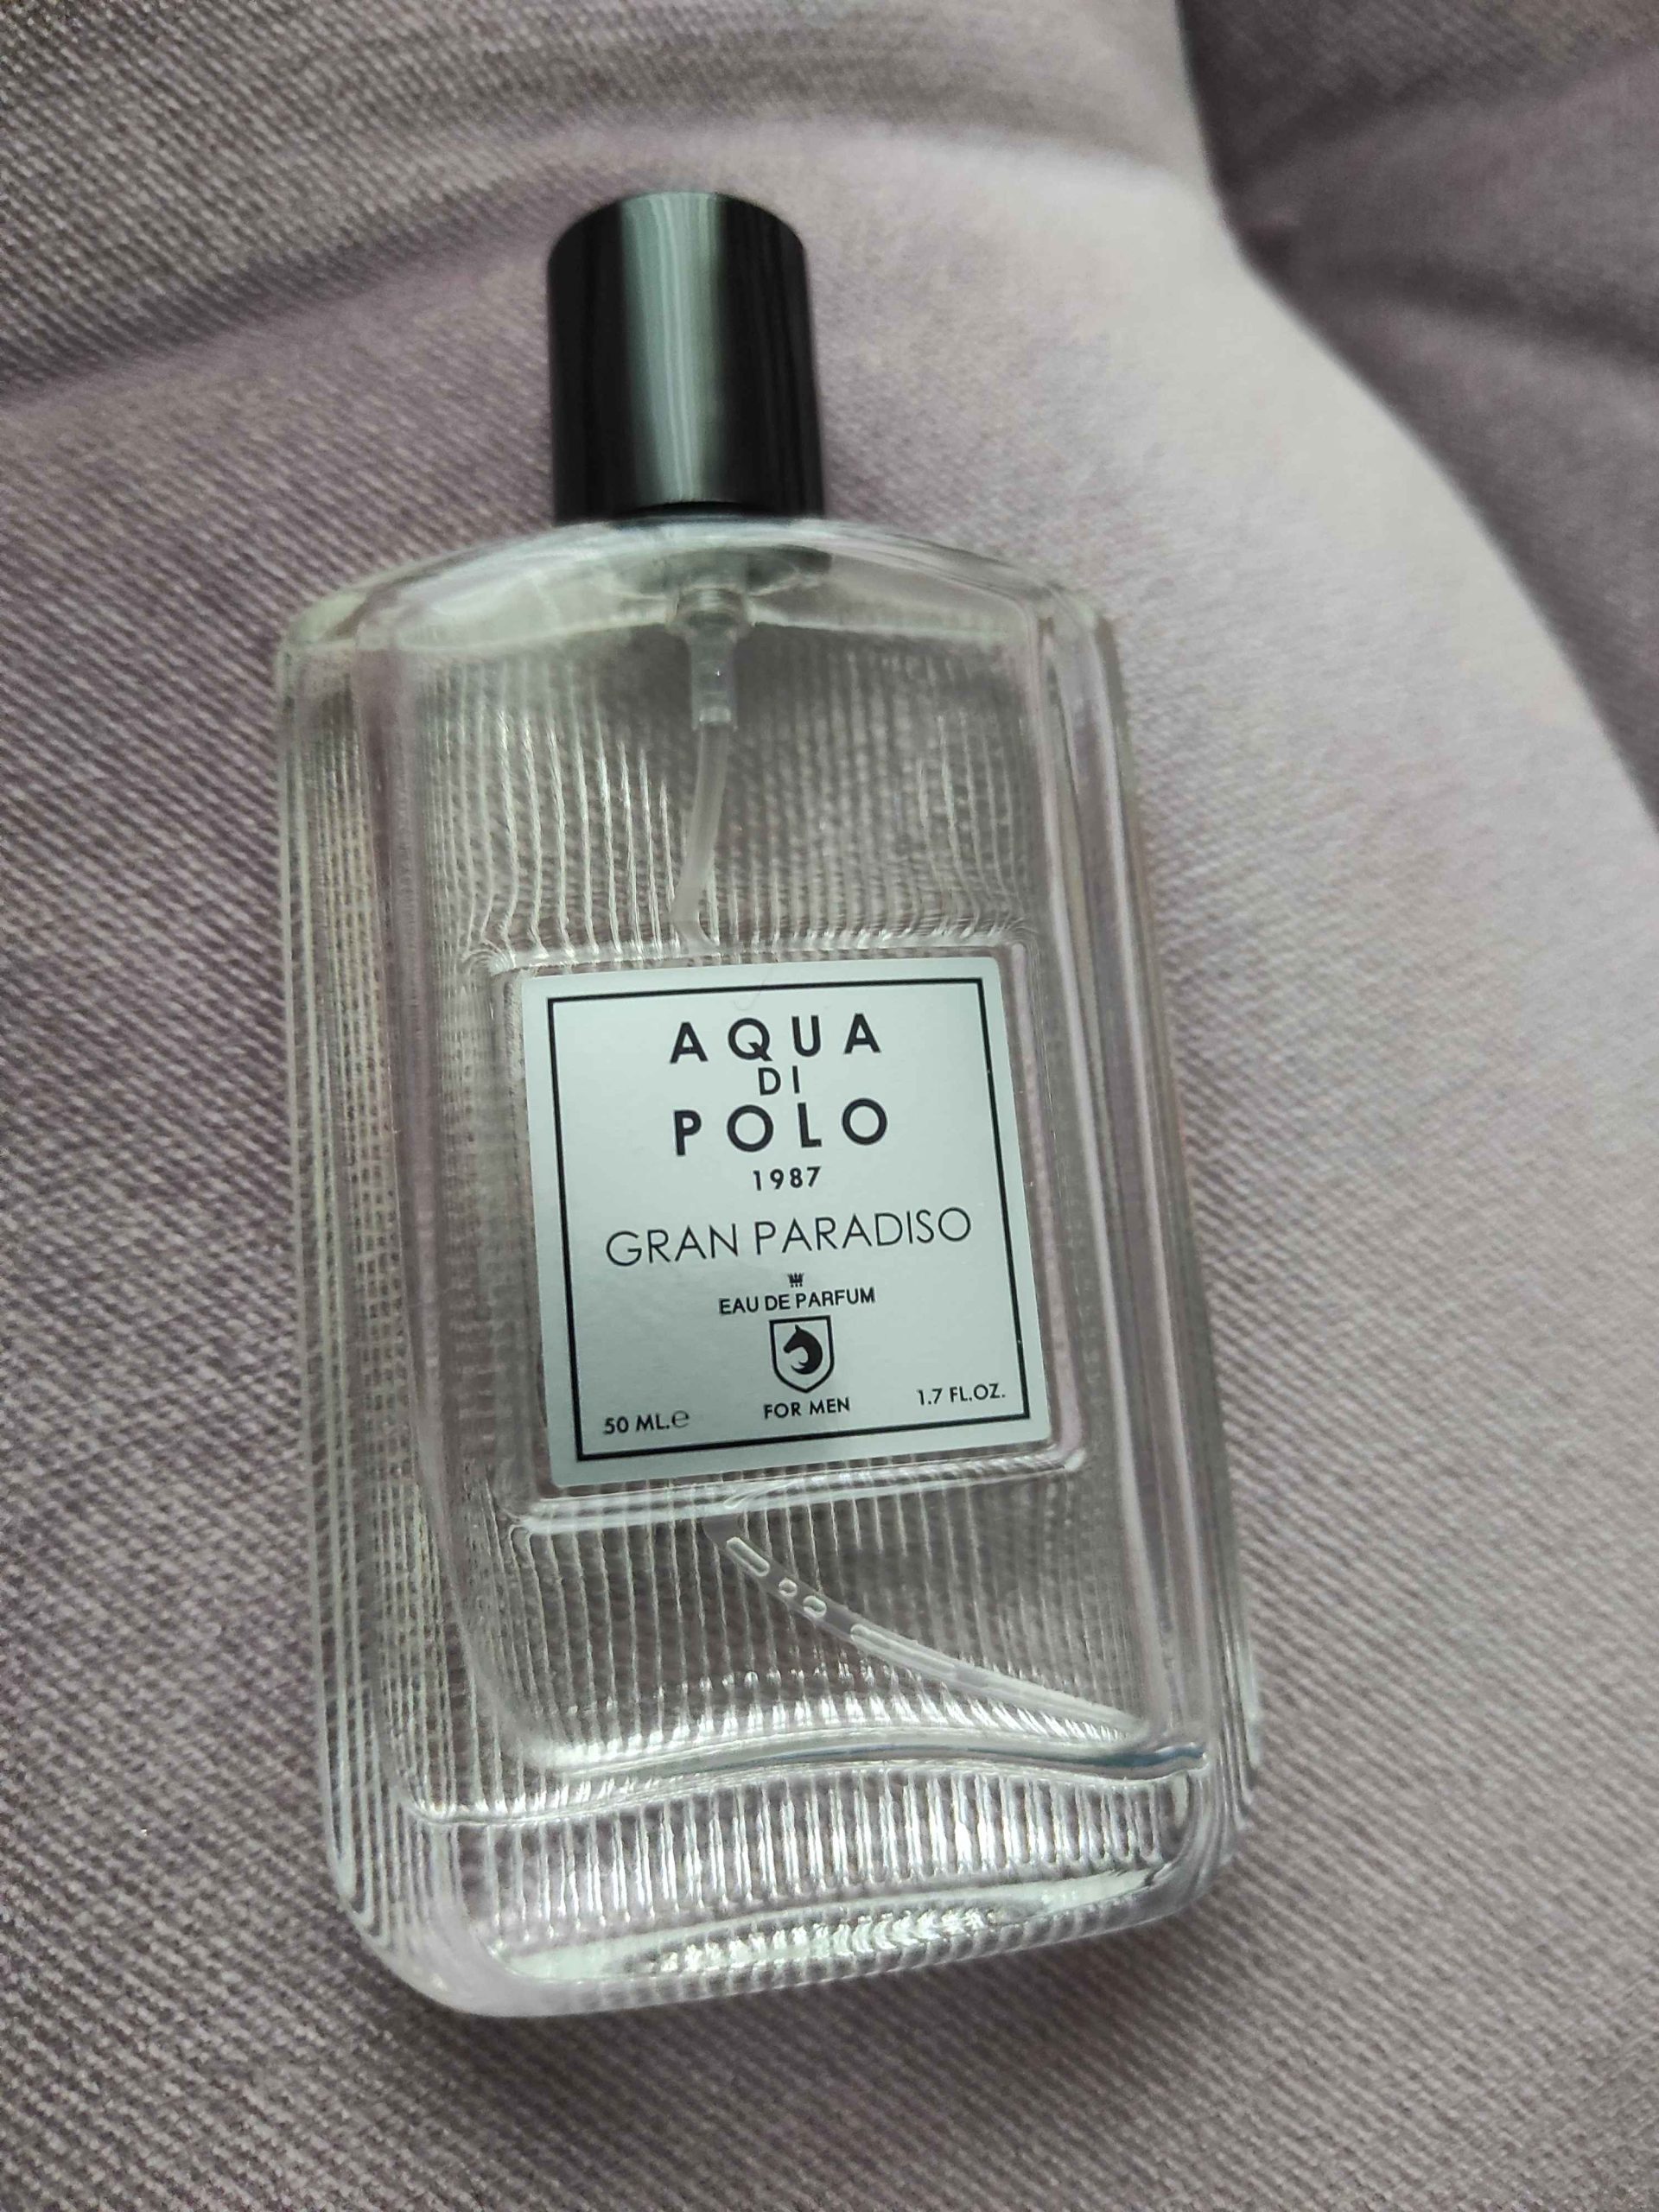 AQUA
DI
POLO
1987
GRAN PARADISO
EAU DE PARFUM
50 ML.e FOR MEN 1.7 FL.OZ.